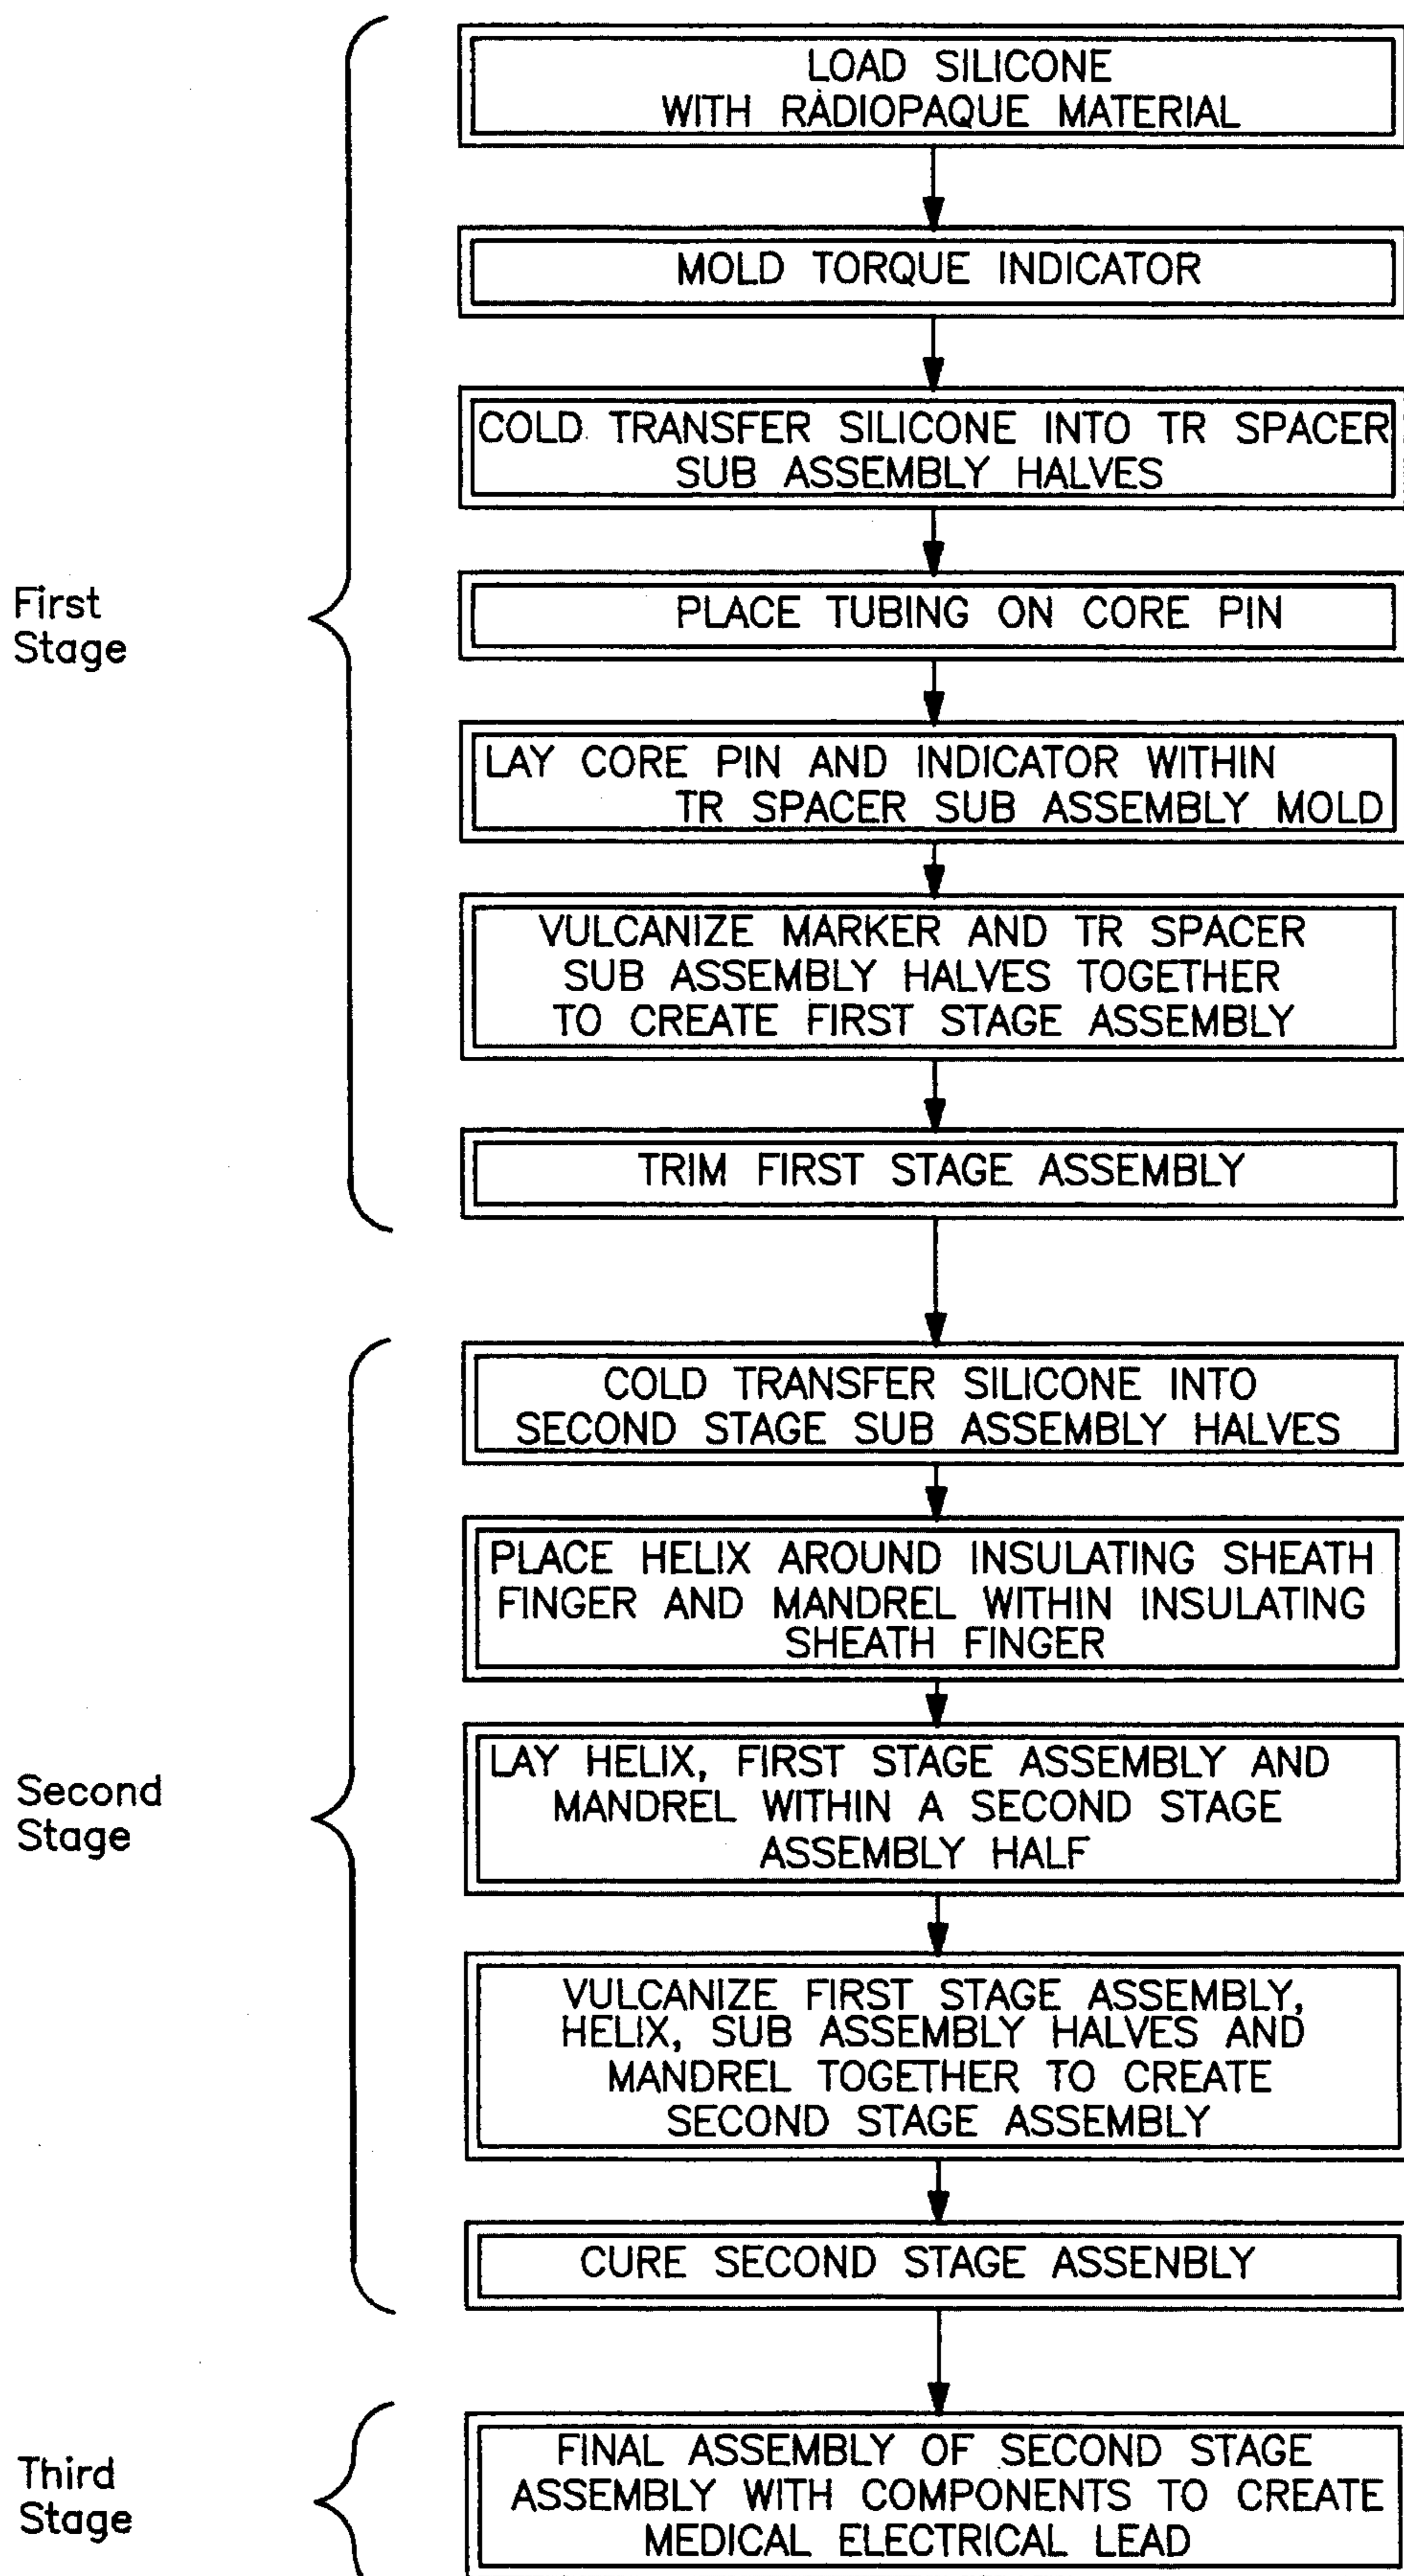 LOAD SILICONE
WITH RADIOPAQUE MATERIAL
MOLD TORQUE INDICATOR
COLD TRANSFER SILICONE INTO TR SPACER
SUB ASSEMBLY HALVES
First
Stage
PLACE TUBING ON CORE PIN
LAY CORE PIN AND INDICATOR WITHIN
TR SPACER SUB ASSEMBLY MOLD
VULCANIZE MARKER AND TR SPACER
SUB ASSEMBLY HALVES TOGETHER
TO CREATE FIRST STAGE ASSEMBLY
TRIM FIRST STAGE ASSEMBLY
COLD TRANSFER SILICONE INTO
SECOND STAGE SUB ASSEMBLY HALVES
PLACE HELIX AROUND INSULATING SHEATH
FINGER AND MANDREL WITHIN INSULATING
SHEATH FINGER
Second
Stage
LAY HELIX, FIRST STAGE ASSEMBLY AND
MANDREL WITHIN A SECOND STAGE
ASSEMBLY HALF
VULCANIZE FIRST STAGE ASSEMBLY,
HELIX, SUB ASSEMBLY HALVES AND
MANDREL TOGETHER TO CREATE
SECOND STAGE ASSEMBLY
CURE SECOND STAGE ASSENBLY
Third
Stage
FINAL ASSEMBLY OF SECOND STAGE
ASSEMBLY WITH COMPONENTS TO CREATE
MEDICAL ELECTRICAL LEAD